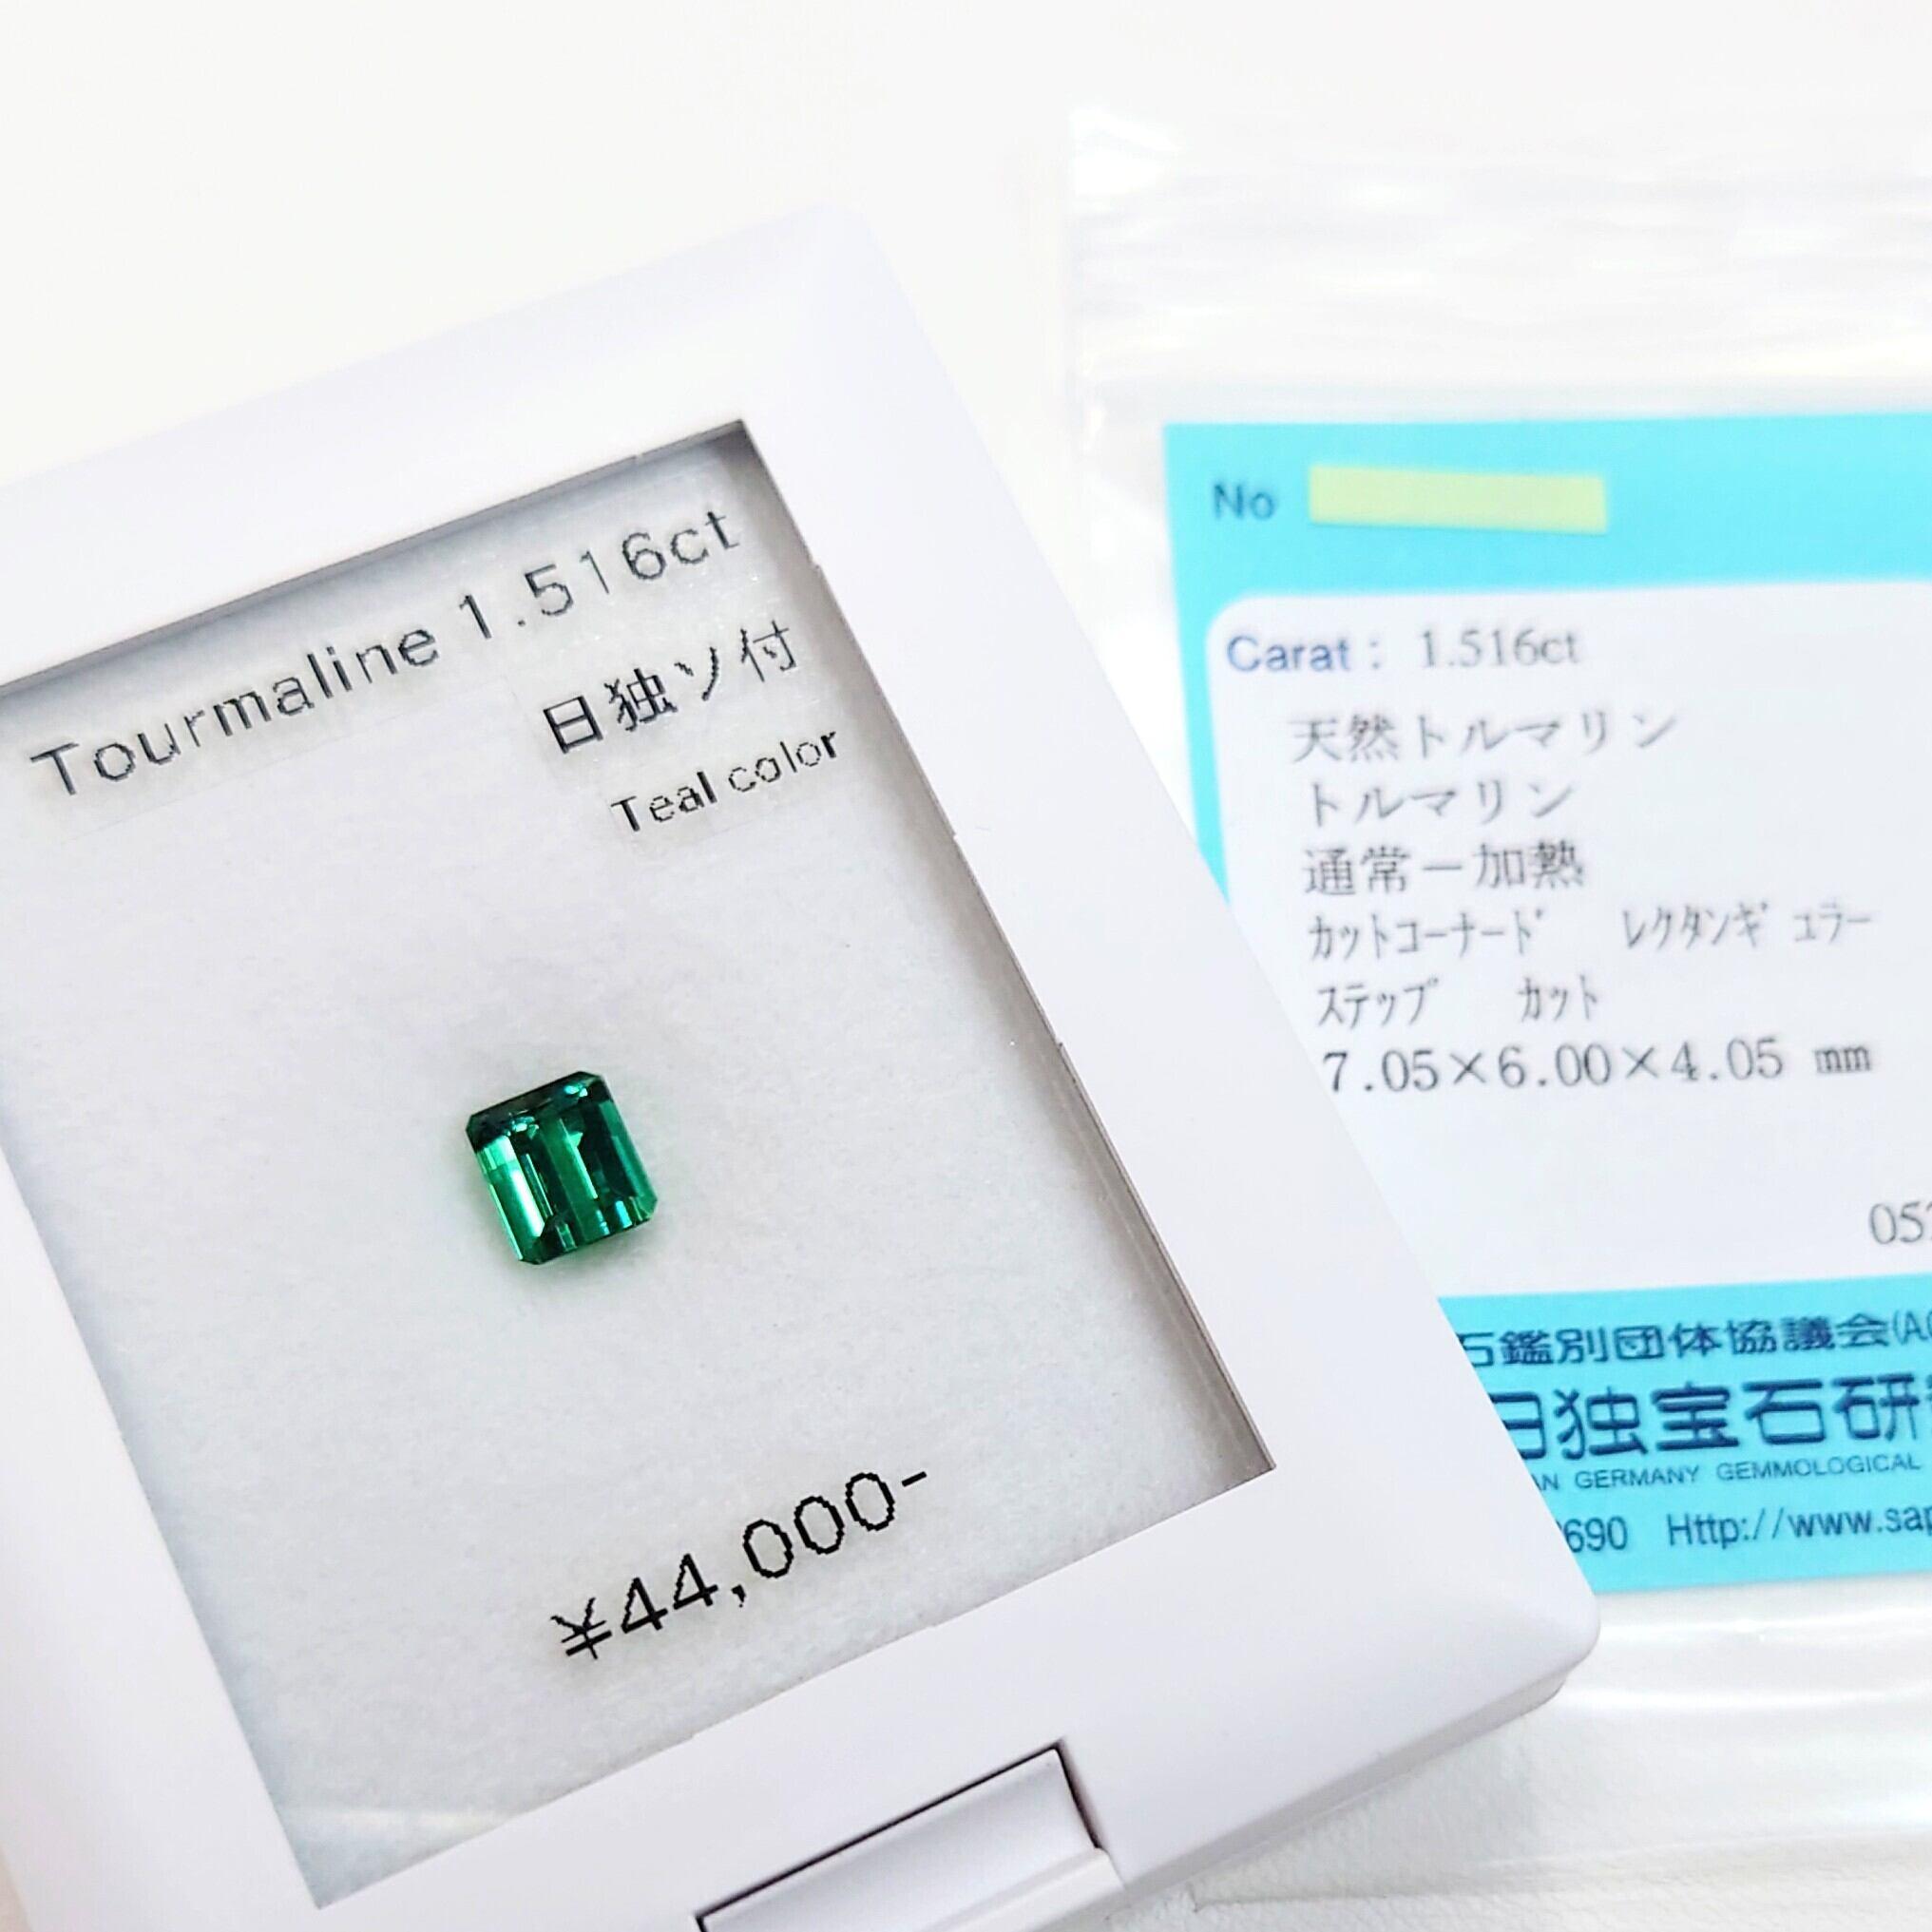 Tourmaline 1.516ct
日独ソ付
Teal color
¥44,000-
No
Carat: 1.516ct
天然トルマリン
トルマリン
通常－加熱
ｶｯﾄｺｰﾅｰﾄﾞ ﾚｸﾀﾝｷﾞｭﾗｰ
ｽﾃｯﾌﾟ ｶｯﾄ
7.05×6.00×4.05 mm
05
石鑑別団体協議会(A
日独宝石研
AN GERMANY GEMMOLOGICAL
690 Http://www.sap